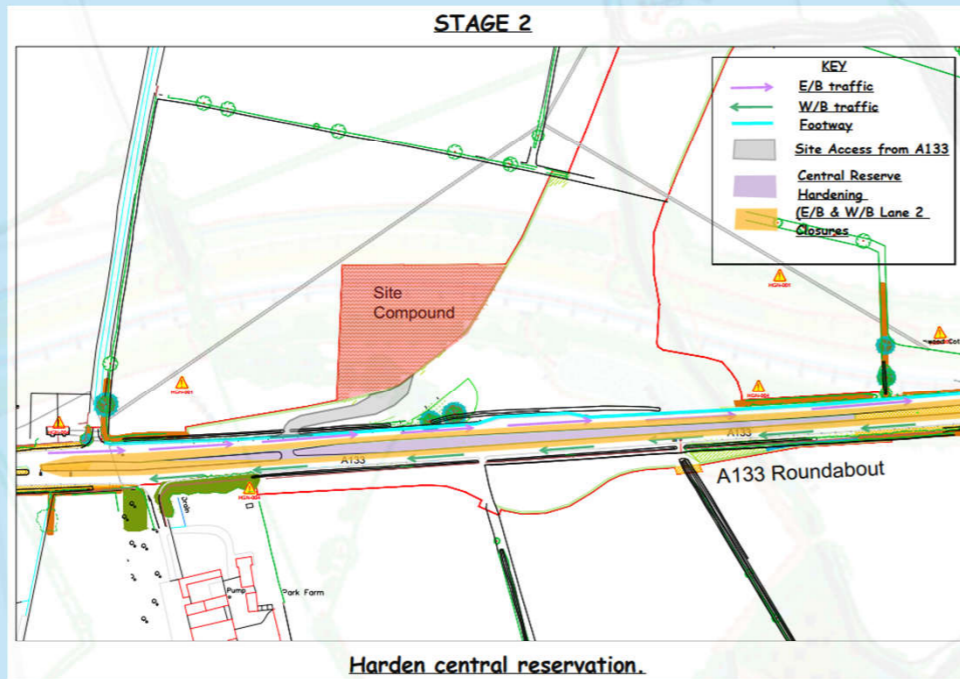 STAGE 2
KEY
E/B traffic
W/B traffic
Footway
Site Access from A133
Central Reserve
Hardening
(E/B & W/B Lane 2
Closures
Site
Compound
A133
A133
A133 Roundabout
Drain
Pump
Park Farm
Harden central reservation.